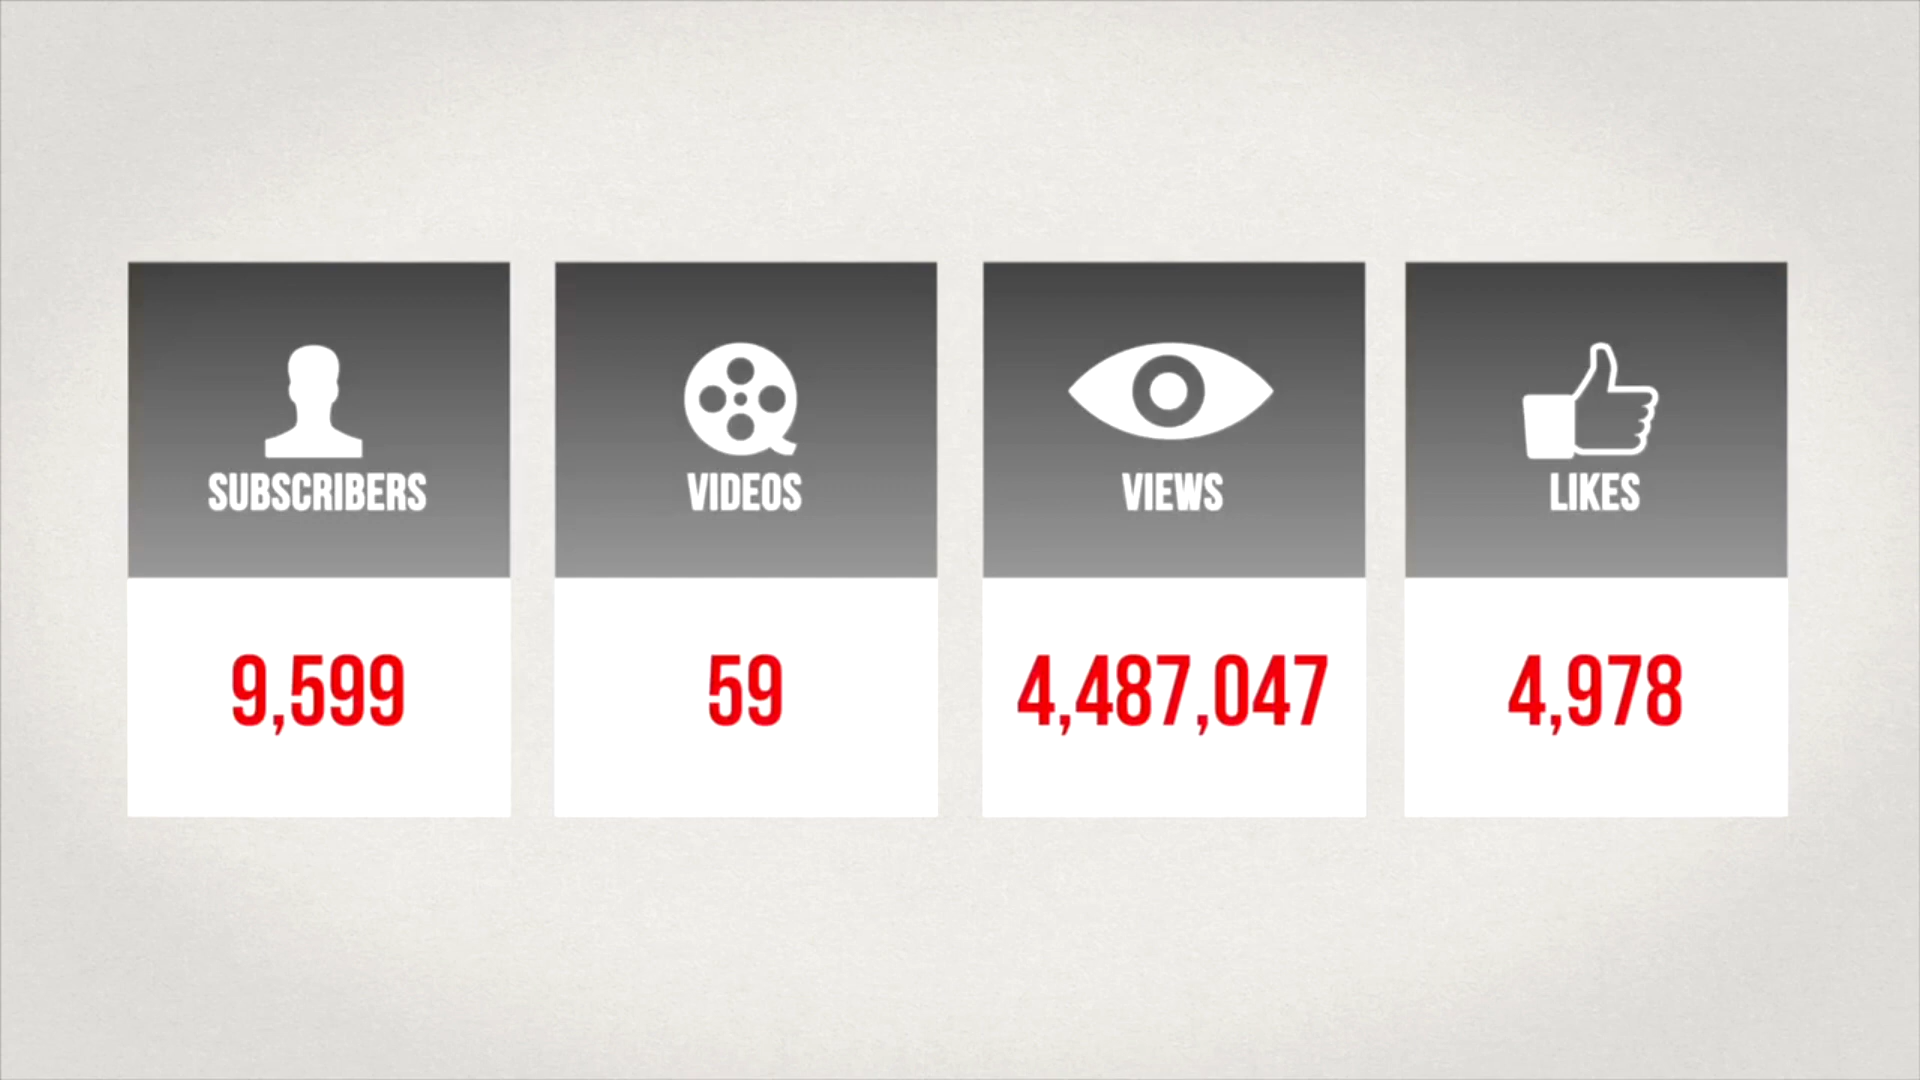 SUBSCRIBERS
9,599
VIDEOS
59
VIEWS
4,487,047
LIKES
4,978